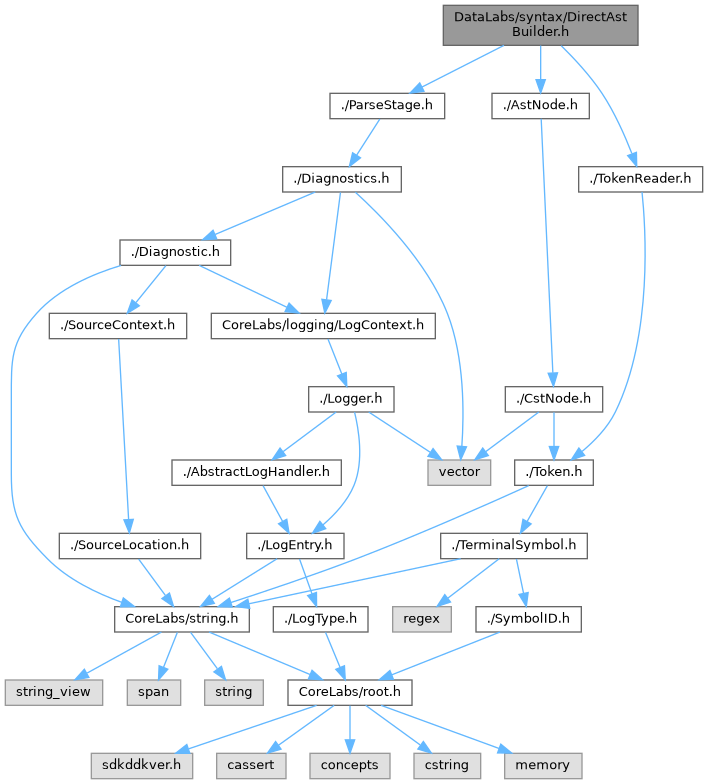 DataLabs/syntax/DirectAst
Builder.h
./ParseStage.h
./AstNode.h
./Diagnostics.h
./TokenReader.h
./Diagnostic.h
./SourceContext.h
CoreLabs/logging/LogContext.h
./Logger.h
./CstNode.h
./AbstractLogHandler.h
vector
./Token.h
./SourceLocation.h
./LogEntry.h
./TerminalSymbol.h
CoreLabs/string.h
./LogType.h
regex
./SymbolID.h
string_view
span
string
CoreLabs/root.h
sdkddkver.h
cassert
concepts
cstring
memory